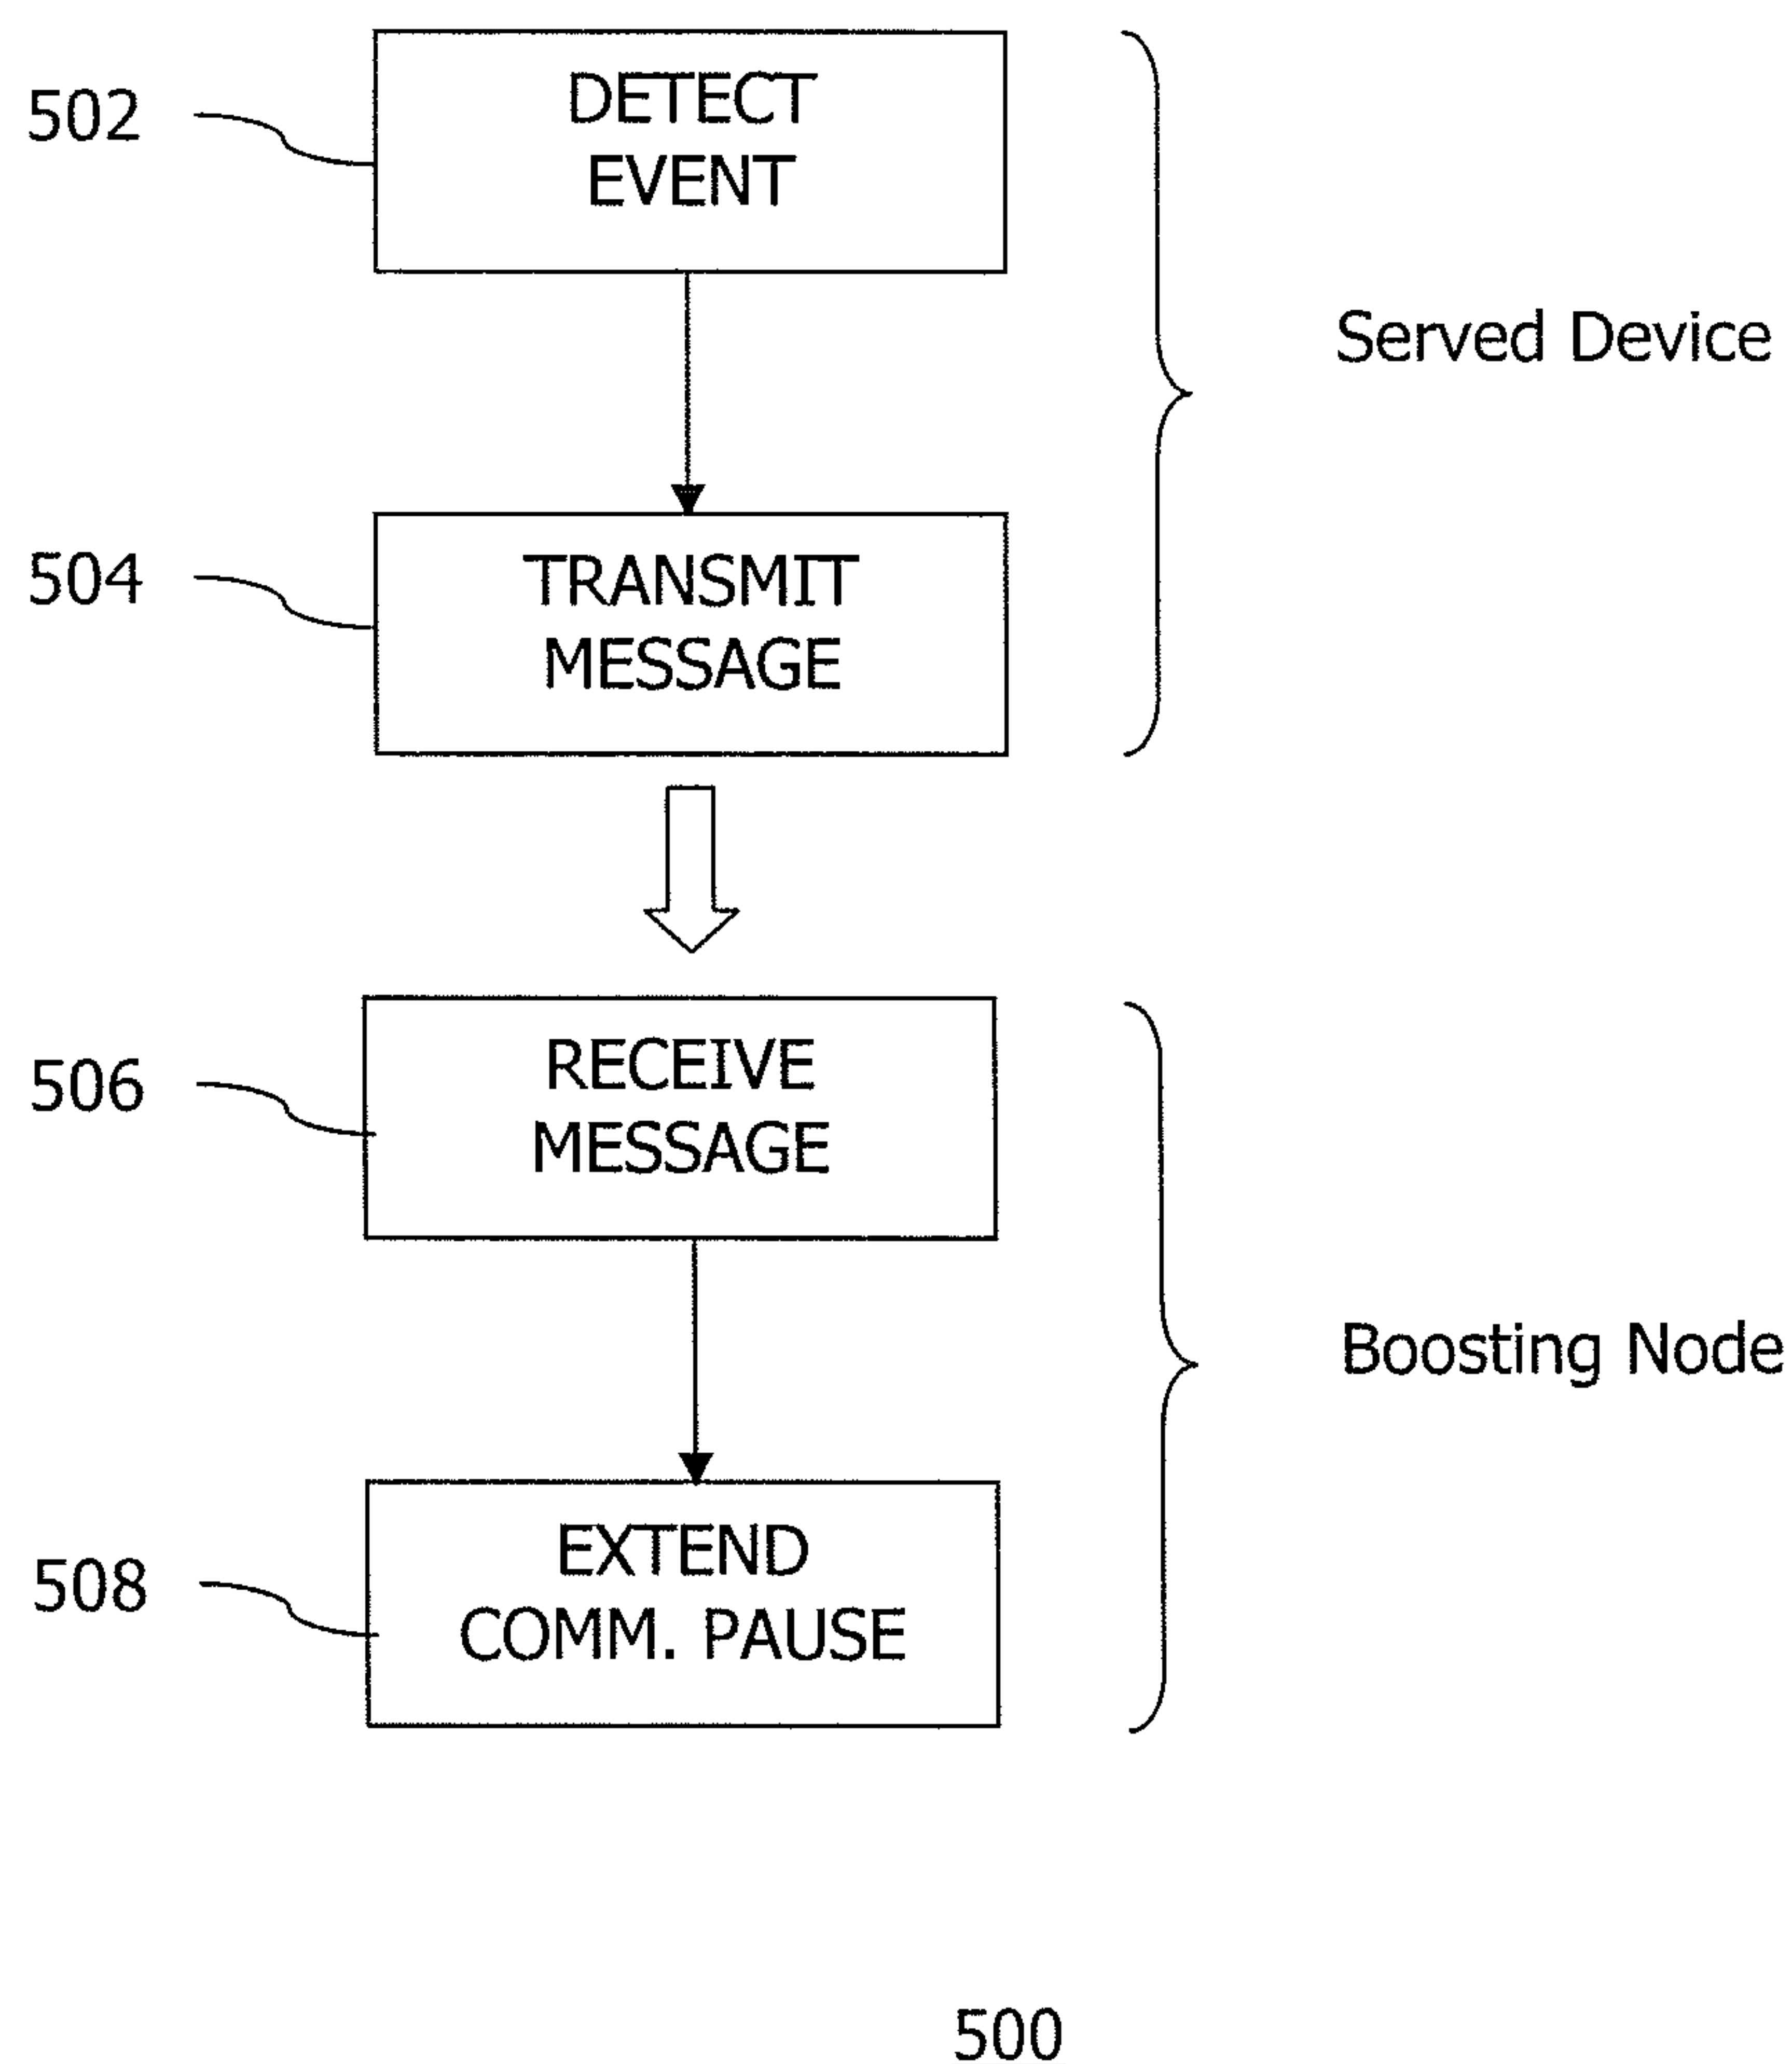 502
DETECT
EVENT
Served Device
504
TRANSMIT
MESSAGE
506
RECEIVE
MESSAGE
Boosting Node
508
EXTEND
COMM. PAUSE
500